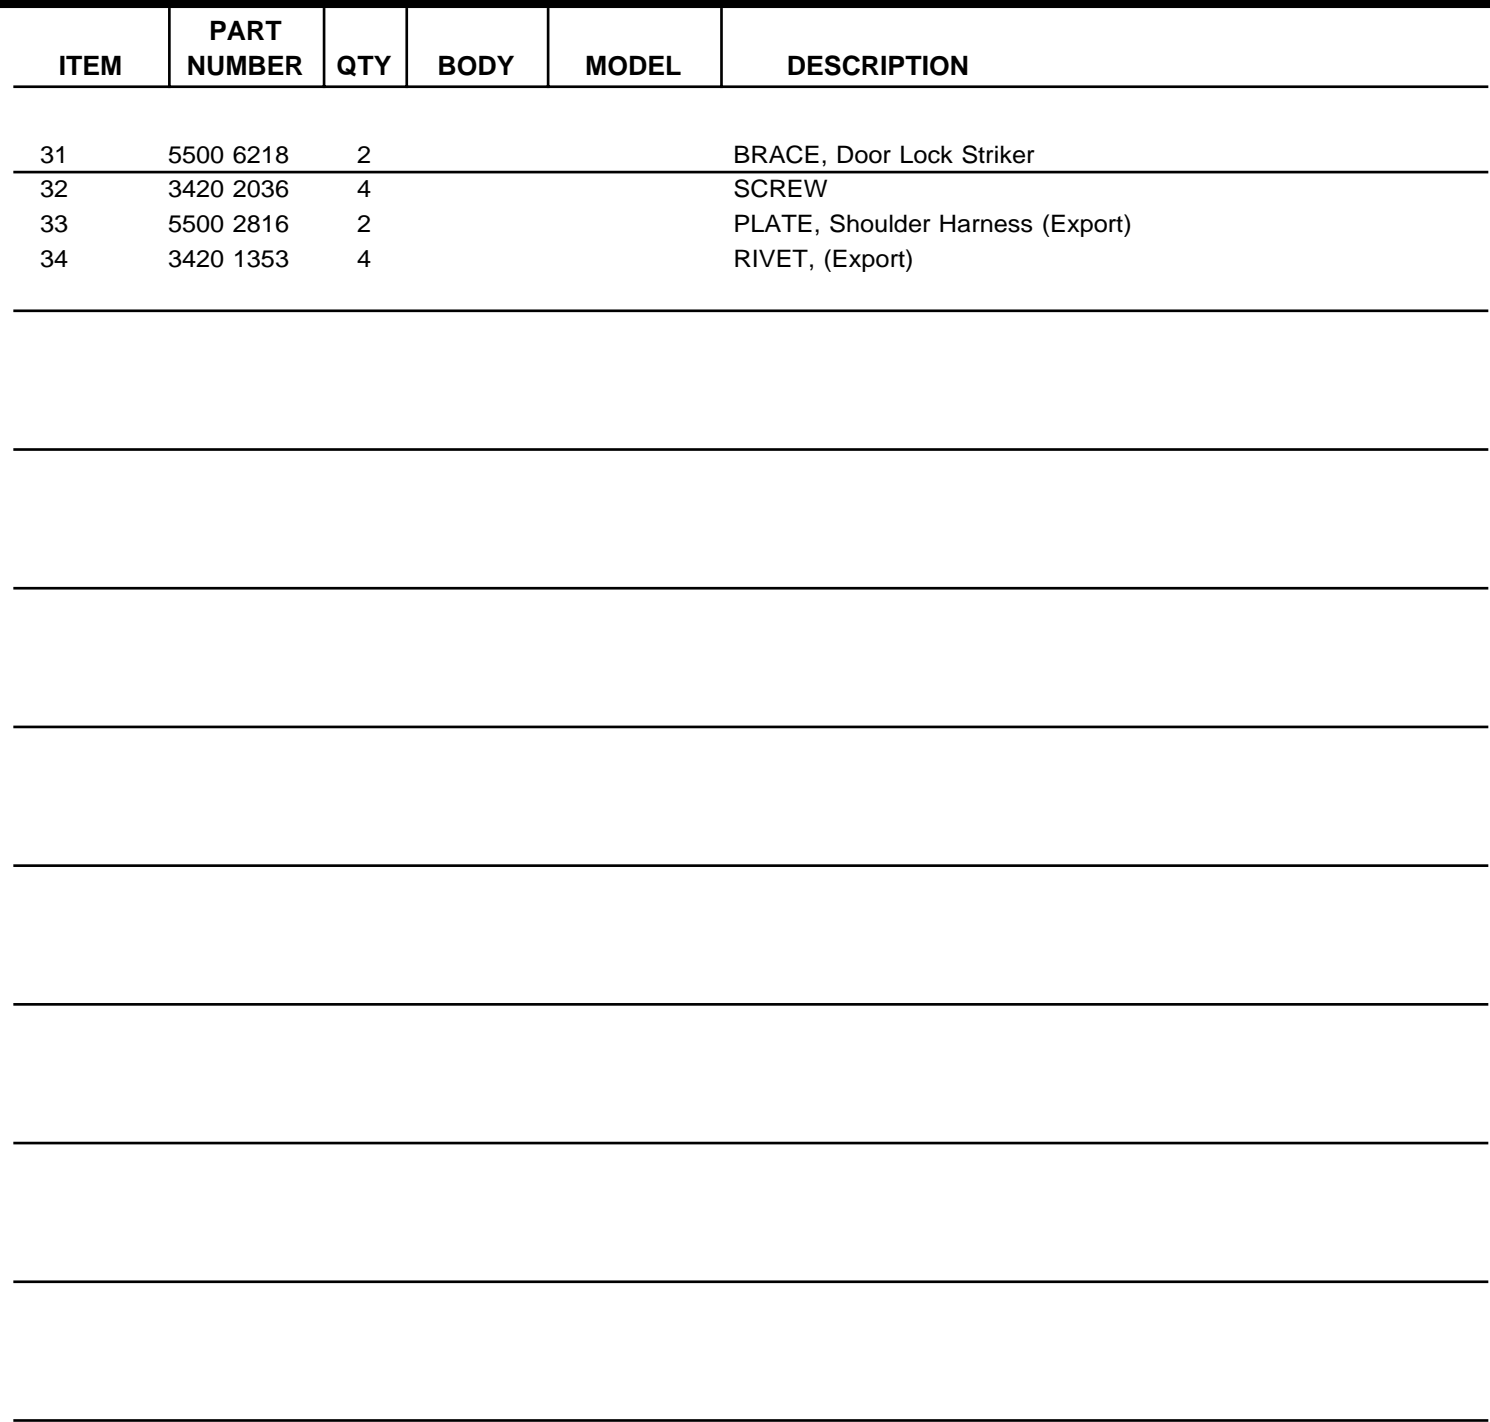 PART
ITEM NUMBER QTY BODY MODEL DESCRIPTION
31 5500 6218 2 BRACE, Door Lock Striker
32 3420 2036 4 SCREW
33 5500 2816 2 PLATE, Shoulder Harness (Export)
34 3420 1353 4 RIVET, (Export)